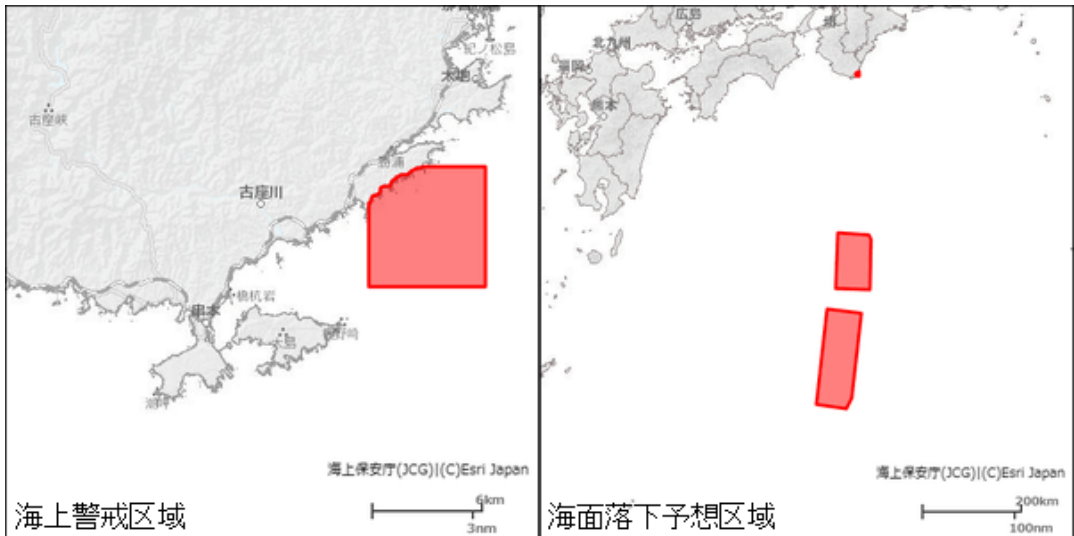 紀ノ松島
太地
古座峡
勝浦
古座川
橋杭岩
串本
大島
樫野崎
潮岬
海上保安庁(JCG)|(C)Esri Japan
6km
3nm
海上警戒区域
広島
堺
北九州
福岡
熊本
海上保安庁(JCG)|(C)Esri Japan
200km
100nm
海面落下予想区域